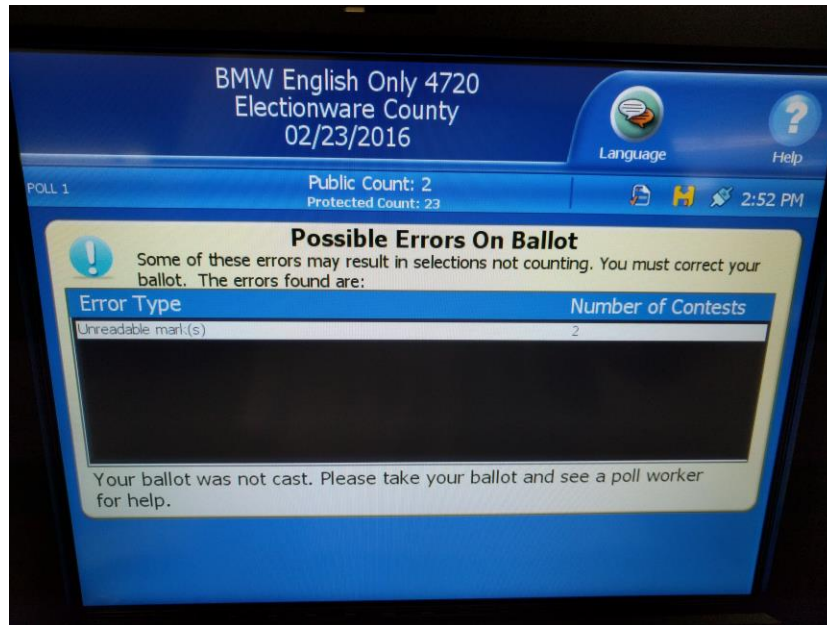 BMW English Only 4720
Electionware County
02/23/2016
Language
Help
POLL 1
Public Count: 2
Protected Count: 23
2:52 PM
Possible Errors On Ballot
Some of these errors may result in selections not counting. You must correct your
ballot. The errors found are:
Error Type Number of Contests
Unreadable mark(s) 2
Your ballot was not cast. Please take your ballot and see a poll worker
for help.